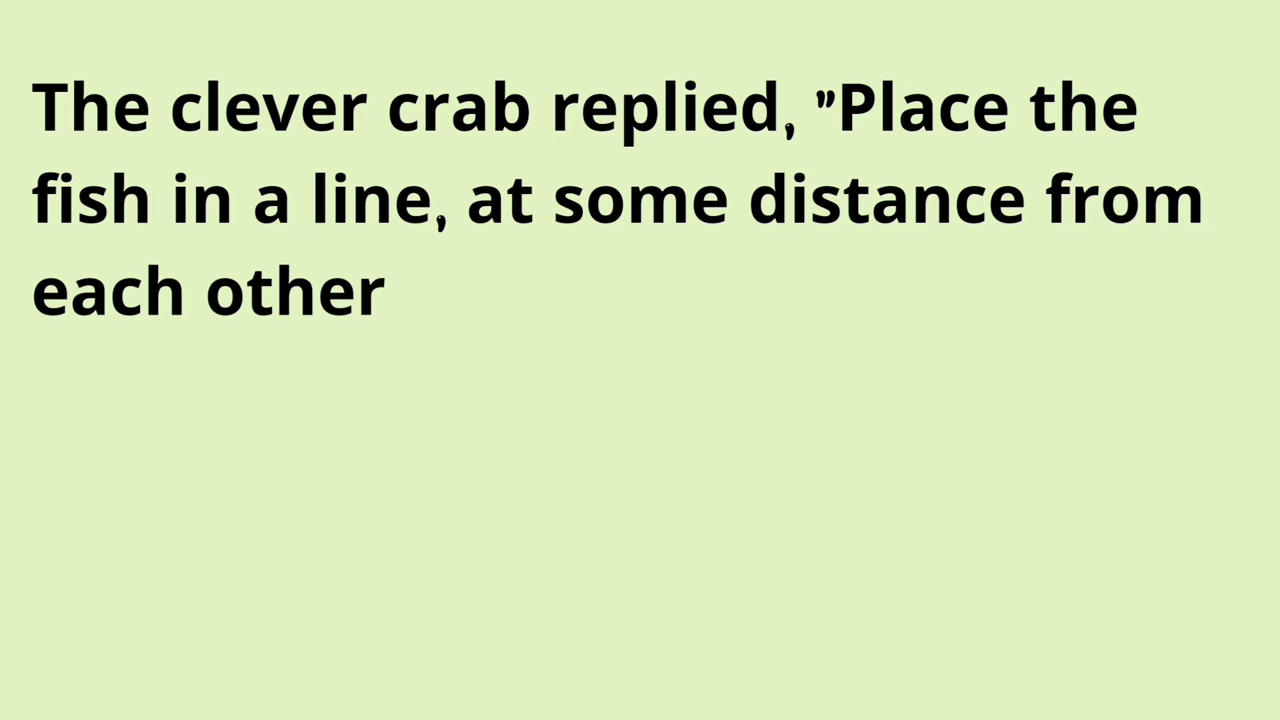 The clever crab replied, ”Place the
fish in a line, at some distance from
each other